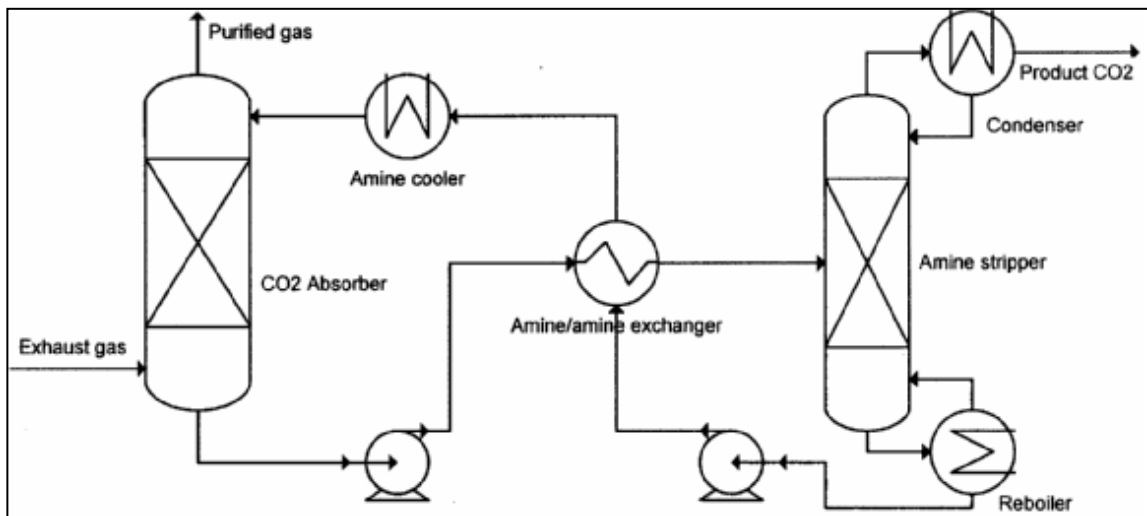 Purified gas
Product CO2
Condenser
Amine cooler
Amine stripper
CO2 Absorber
Amine/amine exchanger
Exhaust gas
Reboiler